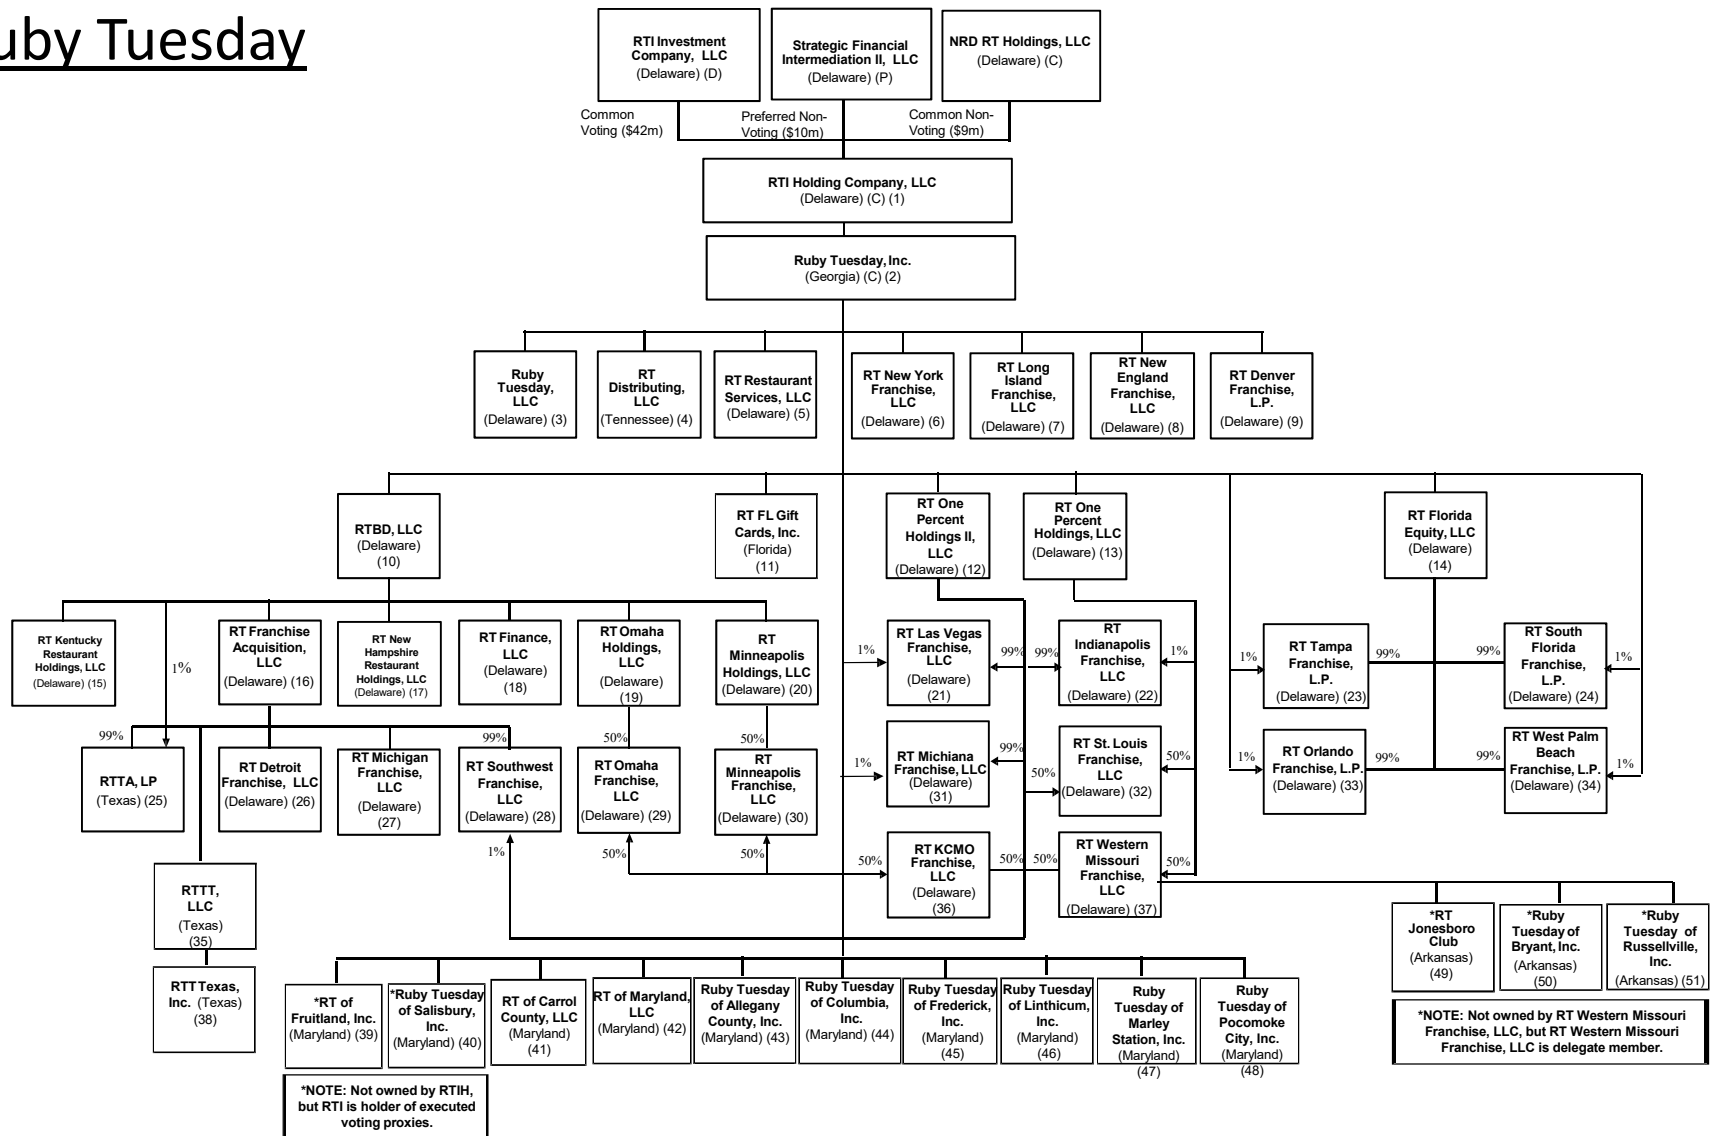 uby Tuesday
RTI Investment
Company, LLC
(Delaware) (D)
Strategic Financial
Intermediation II, LLC
(Delaware) (P)
NRD RT Holdings, LLC
(Delaware) (C)
Common
Voting ($42m)
Preferred Non-
Voting ($10m)
Common Non-
Voting ($9m)
RTI Holding Company, LLC
(Delaware) (C) (1)
Ruby Tuesday, Inc.
(Georgia) (C) (2)
Ruby
Tuesday,
LLC
(Delaware) (3)
RT
Distributing,
LLC
(Tennessee) (4)
RT Restaurant
Services, LLC
(Delaware) (5)
RT New York
Franchise,
LLC
(Delaware) (6)
RT Long
Island
Franchise,
LLC
(Delaware) (7)
RT New
England
Franchise,
LLC
(Delaware) (8)
RT Denver
Franchise,
L.P.
(Delaware) (9)
RTBD, LLC
(Delaware)
(10)
RT FL Gift
Cards, Inc.
(Florida)
(11)
RT One
Percent
Holdings II,
LLC
(Delaware) (12)
RT One
Percent
Holdings, LLC
(Delaware) (13)
RT Florida
Equity, LLC
(Delaware)
(14)
RT Kentucky
Restaurant
Holdings, LLC
(Delaware) (15)
1%
RT Franchise
Acquisition,
LLC
(Delaware) (16)
RT New
Hampshire
Restaurant
Holdings, LLC
(Delaware) (17)
RT Finance,
LLC
(Delaware)
(18)
RT Omaha
Holdings,
LLC
(Delaware)
(19)
RT
Minneapolis
Holdings, LLC
(Delaware) (20)
1%
RT Las Vegas
Franchise,
LLC
(Delaware)
(21)
99%
99%
RT
Indianapolis
Franchise,
LLC
(Delaware) (22)
1%
1%
RT Tampa
Franchise,
L.P.
(Delaware) (23)
99%
99%
RT South
Florida
Franchise,
L.P.
(Delaware) (24)
1%
99%
RTTA, LP
(Texas) (25)
RT Detroit
Franchise, LLC
(Delaware) (26)
RT Michigan
Franchise,
LLC
(Delaware)
(27)
99%
RT Southwest
Franchise,
LLC
(Delaware) (28)
50%
RT Omaha
Franchise,
LLC
(Delaware) (29)
50%
RT
Minneapolis
Franchise,
LLC
(Delaware) (30)
1%
RT Michiana
Franchise, LLC
(Delaware)
(31)
99%
50%
RT St. Louis
Franchise,
LLC
(Delaware) (32)
50%
1%
RT Orlando
Franchise, L.P.
(Delaware) (33)
99%
99%
RT West Palm
Beach
Franchise, L.P.
(Delaware) (34)
1%
1%
50%
50%
50%
RT KCMO
Franchise,
LLC
(Delaware)
(36)
50%
50%
RT Western
Missouri
Franchise,
LLC
(Delaware) (37)
50%
RTTT,
LLC
(Texas)
(35)
RTT Texas,
Inc. (Texas)
(38)
*RT of
Fruitland, Inc.
(Maryland) (39)
*Ruby Tuesday
of Salisbury,
Inc.
(Maryland) (40)
RT of Carrol
County, LLC
(Maryland)
(41)
RT of Maryland,
LLC
(Maryland) (42)
Ruby Tuesday
of Allegany
County, Inc.
(Maryland) (43)
Ruby Tuesday
of Columbia,
Inc.
(Maryland) (44)
Ruby Tuesday
of Frederick,
Inc.
(Maryland)
(45)
Ruby Tuesday
of Linthicum,
Inc.
(Maryland)
(46)
Ruby
Tuesday of
Marley
Station, Inc.
(Maryland)
(47)
Ruby
Tuesday of
Pocomoke
City, Inc.
(Maryland)
(48)
*RT
Jonesboro
Club
(Arkansas)
(49)
*Ruby
Tuesday of
Bryant, Inc.
(Arkansas)
(50)
*Ruby
Tuesday of
Russellville,
Inc.
(Arkansas) (51)
*NOTE: Not owned by RT Western Missouri
Franchise, LLC, but RT Western Missouri
Franchise, LLC is delegate member.
*NOTE: Not owned by RTIH,
but RTI is holder of executed
voting proxies.